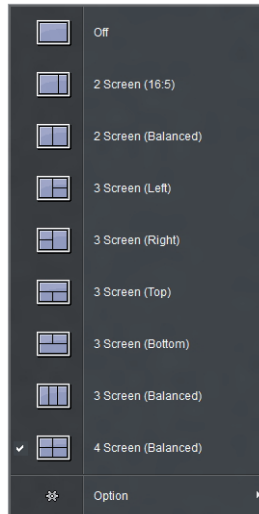 Off
2 Screen (16:5)
2 Screen (Balanced)
3 Screen (Left)
3 Screen (Right)
3 Screen (Top)
3 Screen (Bottom)
3 Screen (Balanced)
4 Screen (Balanced)
Option